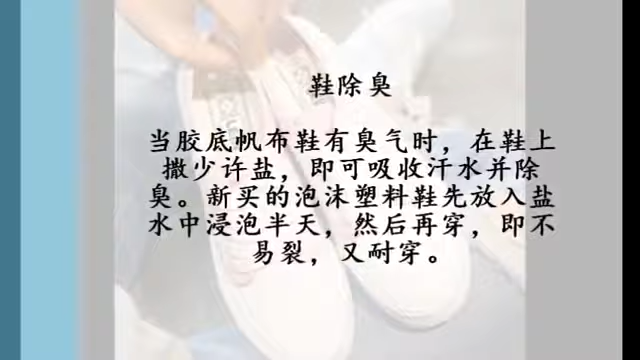 鞋除臭
当胶底帆布鞋有臭气时，在鞋上
撒少许盐，即可吸收汗水并除
臭。新买的泡沫塑料鞋先放入盐
水中浸泡半天，然后再穿，即不
易裂，又耐穿。